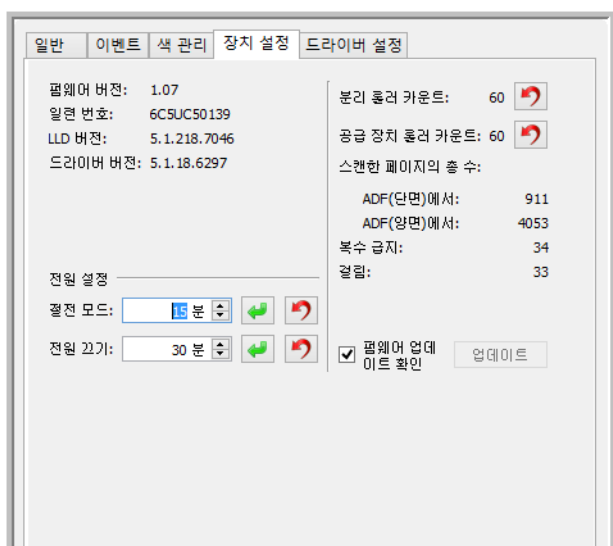 일반 이벤트 색 관리 장치 설정 드라이버 설정
펌웨어 버전: 1.07
일련 번호: 6C5UC50139
LLD 버전: 5.1.218.7046
드라이버 버전: 5.1.18.6297
전원 설정
절전 모드: 15 분
전원 끄기: 30 분
분리 롤러 카운트: 60
공급 장치 롤러 카운트: 60
스캔한 페이지의 총 수:
ADF(단면)에서: 911
ADF(양면)에서: 4053
복수 급지: 34
걸림: 33
펌웨어 업데
이트 확인
업데이트